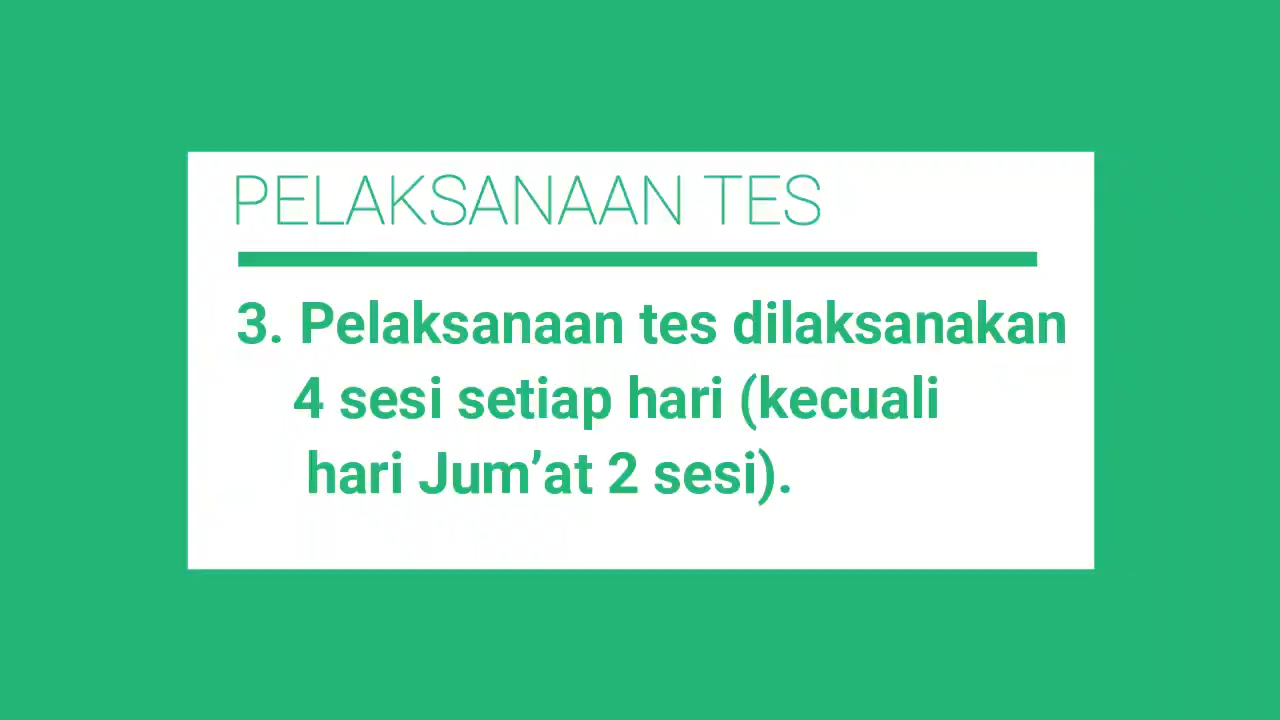 PELAKSANAAN TES
3. Pelaksanaan tes dilaksanakan
4 sesi setiap hari (kecuali
hari Jum’at 2 sesi).